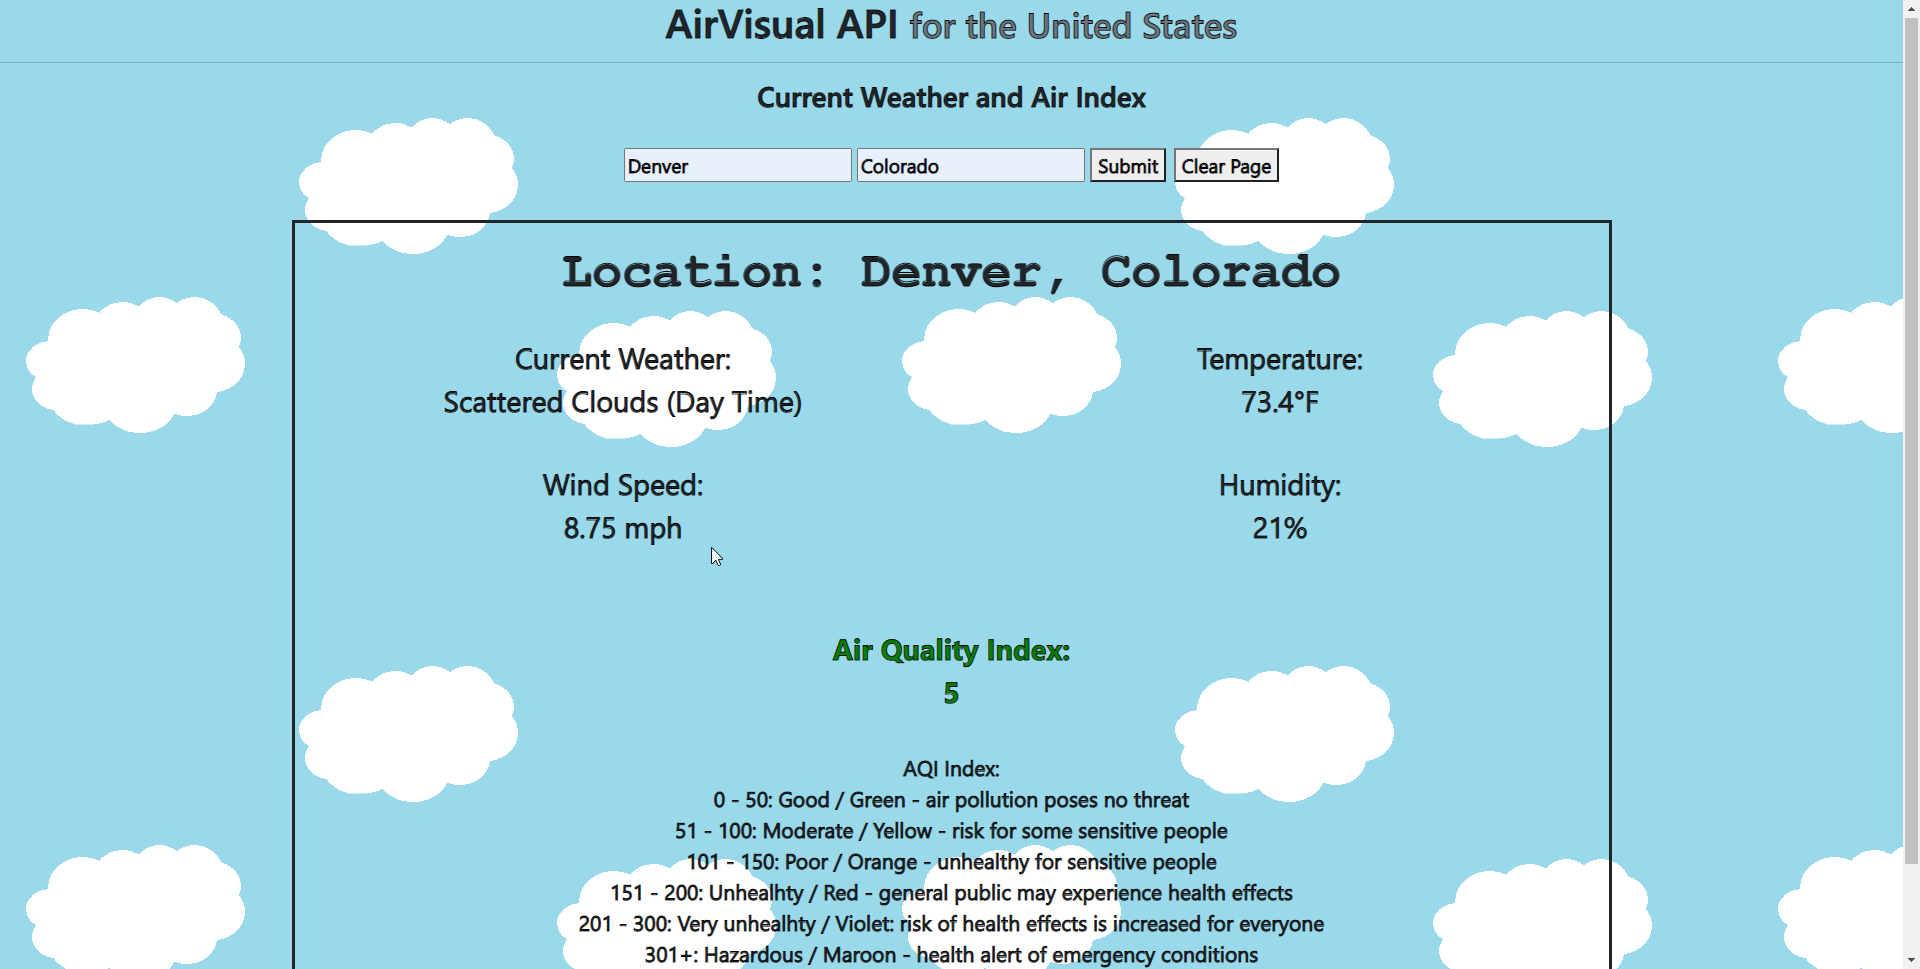 AirVisual API for the United States
Current Weather and Air Index
Denver Colorado Submit Clear Page
Location: Denver, Colorado
Current Weather:
Scattered Clouds (Day Time)
Temperature:
73.4°F
Wind Speed:
8.75 mph
Humidity:
21%
Air Quality Index:
5
AQI Index:
0 - 50: Good / Green - air pollution poses no threat
51 - 100: Moderate / Yellow - risk for some sensitive people
101 - 150: Poor / Orange - unhealthy for sensitive people
151 - 200: Unhealhty / Red - general public may experience health effects
201 - 300: Very unhealhty / Violet: risk of health effects is increased for everyone
301+: Hazardous / Maroon - health alert of emergency conditions